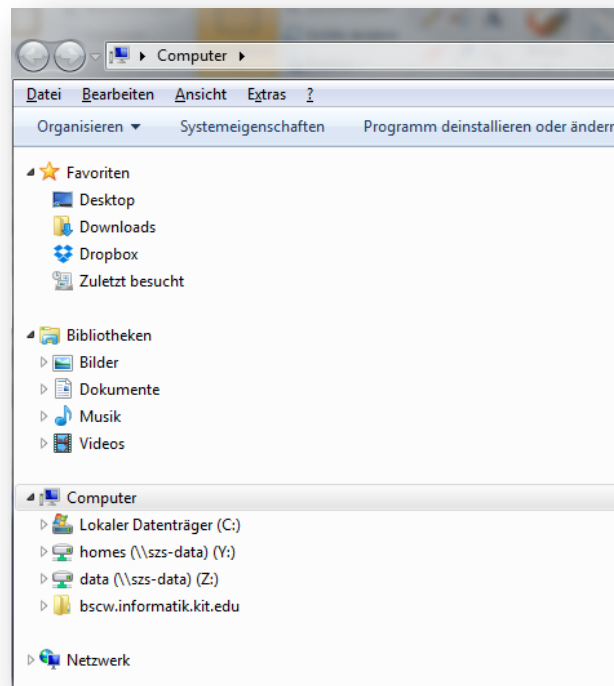 Computer
Datei Bearbeiten Ansicht Extras ?
Organisieren Systemeigenschaften Programm deinstallieren oder ändern
Favoriten
Desktop
Downloads
Dropbox
Zuletzt besucht
Bibliotheken
Bilder
Dokumente
Musik
Videos
Computer
Lokaler Datenträger (C:)
homes (\\szs-data) (Y:)
data (\\szs-data) (Z:)
bscw.informatik.kit.edu
Netzwerk